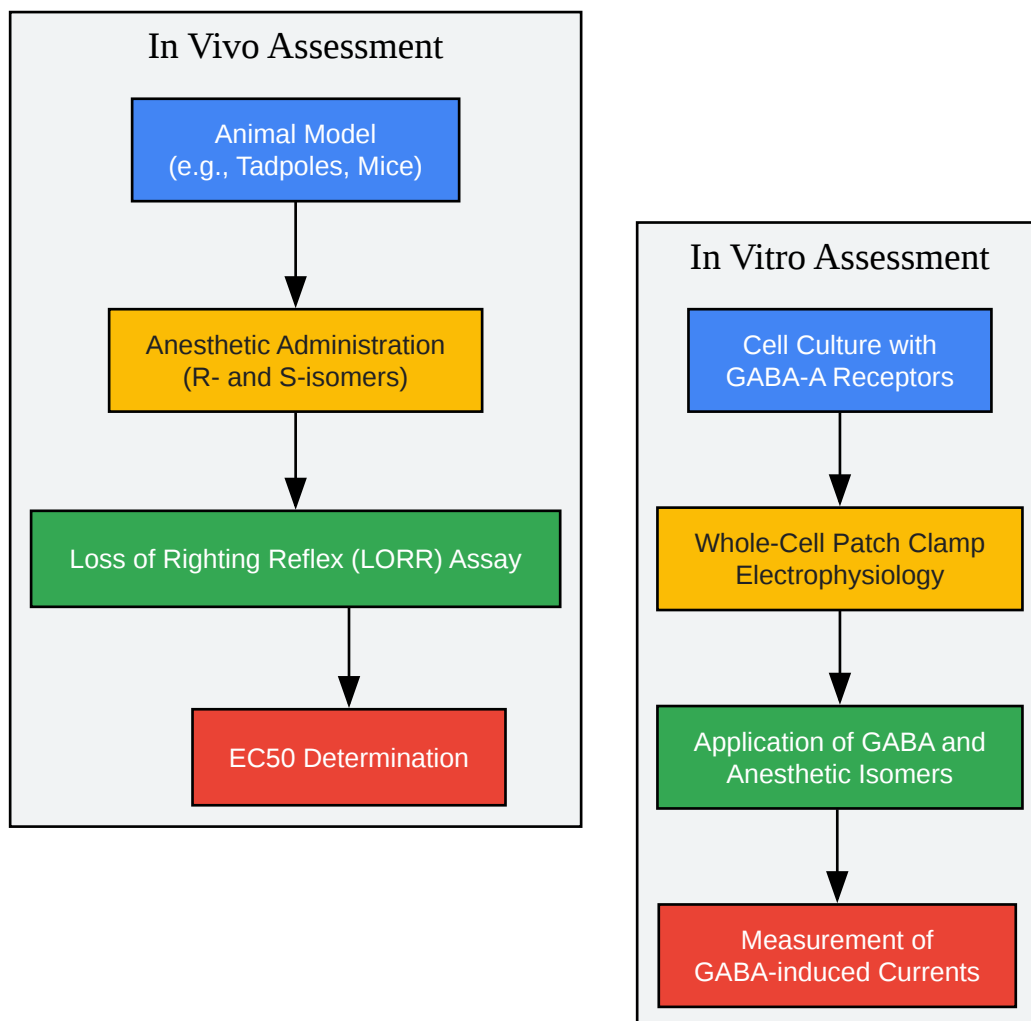 In Vivo Assessment
Animal Model
(e.g., Tadpoles, Mice)
Anesthetic Administration
(R- and S-isomers)
Loss of Righting Reflex (LORR) Assay
EC50 Determination
In Vitro Assessment
Cell Culture with
GABA-A Receptors
Whole-Cell Patch Clamp
Electrophysiology
Application of GABA and
Anesthetic Isomers
Measurement of
GABA-induced Currents